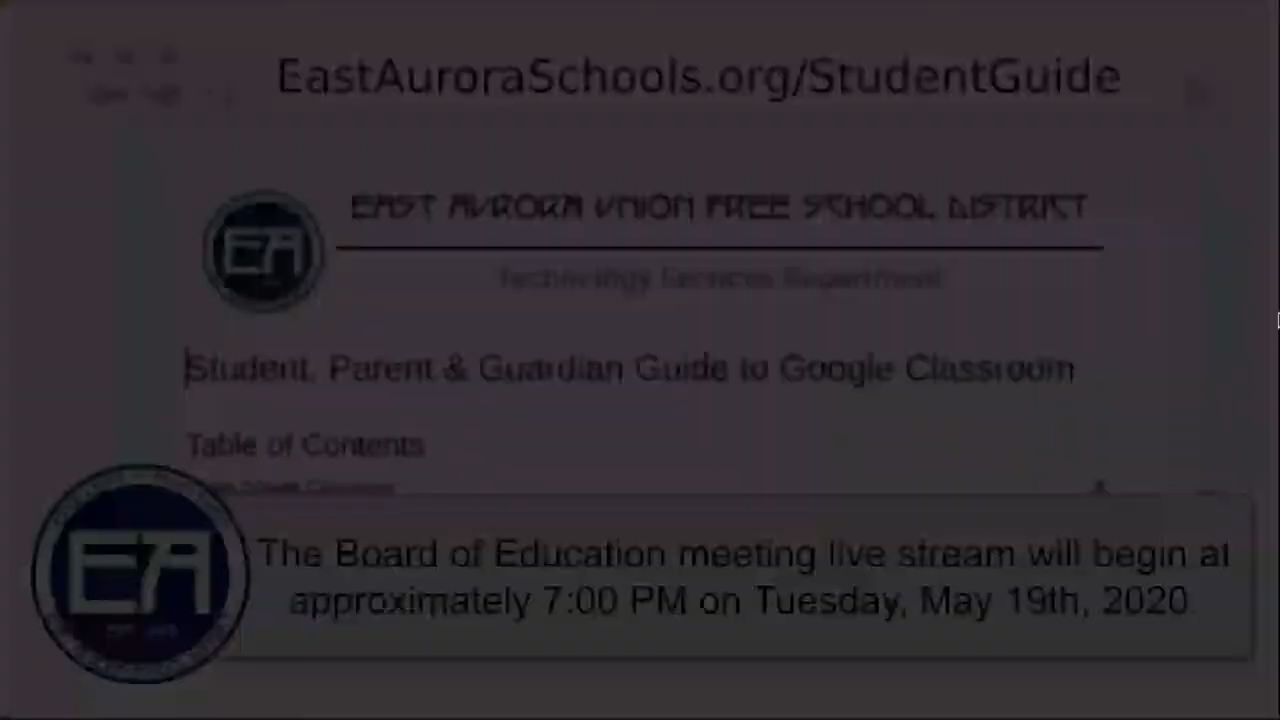 EastAuroraSchools.org/StudentGuide
EAST AURORA UNION FREE SCHOOL DISTRICT
EA
Technology Services Department
Student, Parent & Guardian Guide to Google Classroom
Table of Contents
EA
The Board of Education meeting live stream will begin at
approximately 7:00 PM on Tuesday, May 19th, 2020